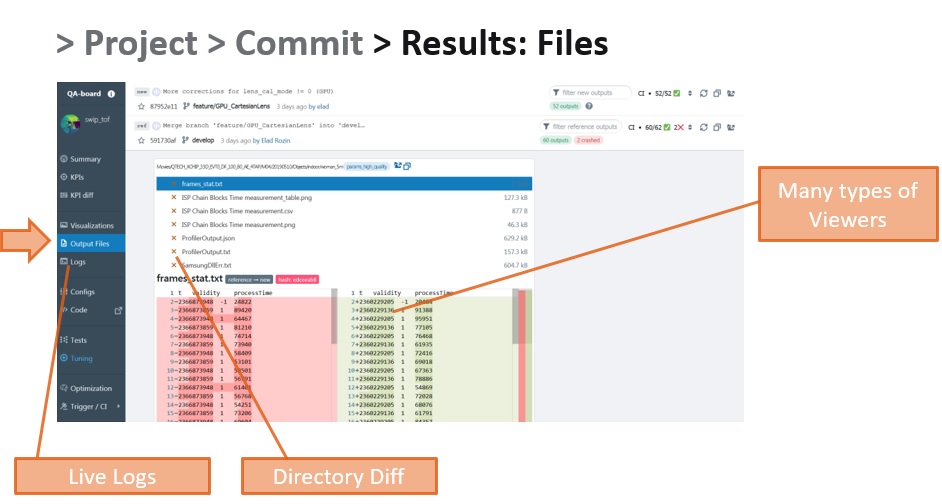 > Project > Commit > Results: Files
QA-board
swip_tof
Summary
KPIs
KPI diff
Visualizations
Output Files
Logs
Configs
Code
Tests
Tuning
Optimization
Trigger / CI
new More corrections for lens_cal_mode != 0 (GPU)
87952e11 feature/GPU_CartesianLens 3 days ago by elad
filter new outputs
CI • 52/52
52 outputs
ref Merge branch 'feature/GPU_CartesianLens' into 'devel…
591730af develop 3 days ago by Elad Rozin
filter reference outputs
CI • 60/62 2
60 outputs 2 crashed
params_high_quality
frames_stat.txt
ISP Chain Blocks Time measurement_table.png 127.3 kB
ISP Chain Blocks Time measurement.csv 877 B
ISP Chain Blocks Time measurement.png 46.3 kB
ProfilerOutput.json 629.2 kB
ProfilerOutput.txt 157.3 kB
SamsungDllErr.txt 604.7 kB
frames_stat.txt reference → new
1 t validity processTime
2-2366873948 -1 28822
3-2366873859 1 89420
4-2366873948 1 64467
5-2366873859 1 81210
6-2366873948 1 74714
7-2366873859 1 73940
8-2366873948 1 58409
9-2366873859 1 53101
10-2366873948 1
11-2366873859 1
12-2366873948 1
13-2366873859 1 56768
14-2366873948 1 54251
15-2366873859 1 73206
1 t validity processTime
2+2360229205 -1
3+2360229136 1 91388
4+2360229205 1 95951
5+2360229136 1 77105
6+2360229205 1 76468
7+2360229136 1 61935
8+2360229205 1 72416
9+2360229136 1 69018
10+2360229205 1 67363
11+2360229136 1 78886
12+2360229205 1 54869
13+2360229136 1 72028
14+2360229205 1 68076
15+2360229136 1 61791
Many types of
Viewers
Live Logs
Directory Diff